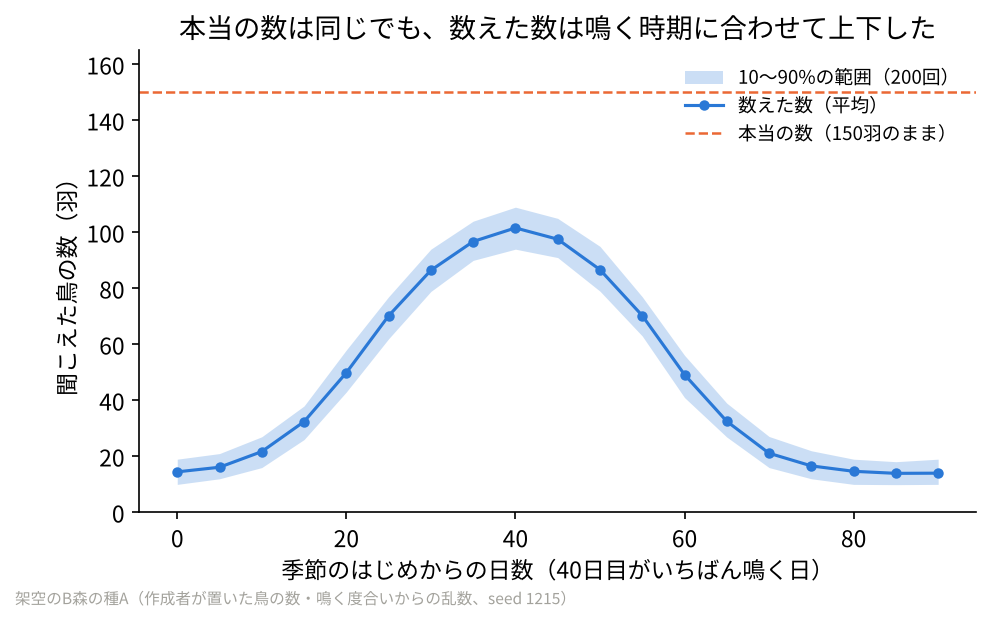 本当の数は同じでも、数えた数は鳴く時期に合わせて上下した
10～90%の範囲（200回）
数えた数（平均）
本当の数（150羽のまま）
聞こえた鳥の数（羽）
160
140
120
100
80
60
40
20
0
0 20 40 60 80
季節のはじめからの日数（40日目がいちばん鳴く日）
架空のB森の種A（作成者が置いた鳥の数・鳴く度合いからの乱数、seed 1215）